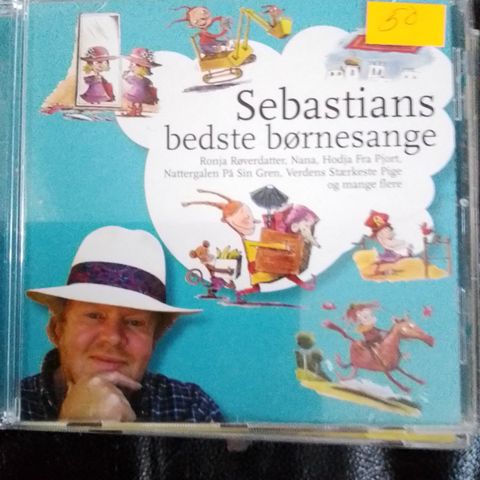 50
Sebastians
bedste børnesange
Ronja Røverdatter, Nana, Hodja Fra Pjort,
Nattergalen På Sin Gren, Verdens Stærkeste Pige
og mange flere